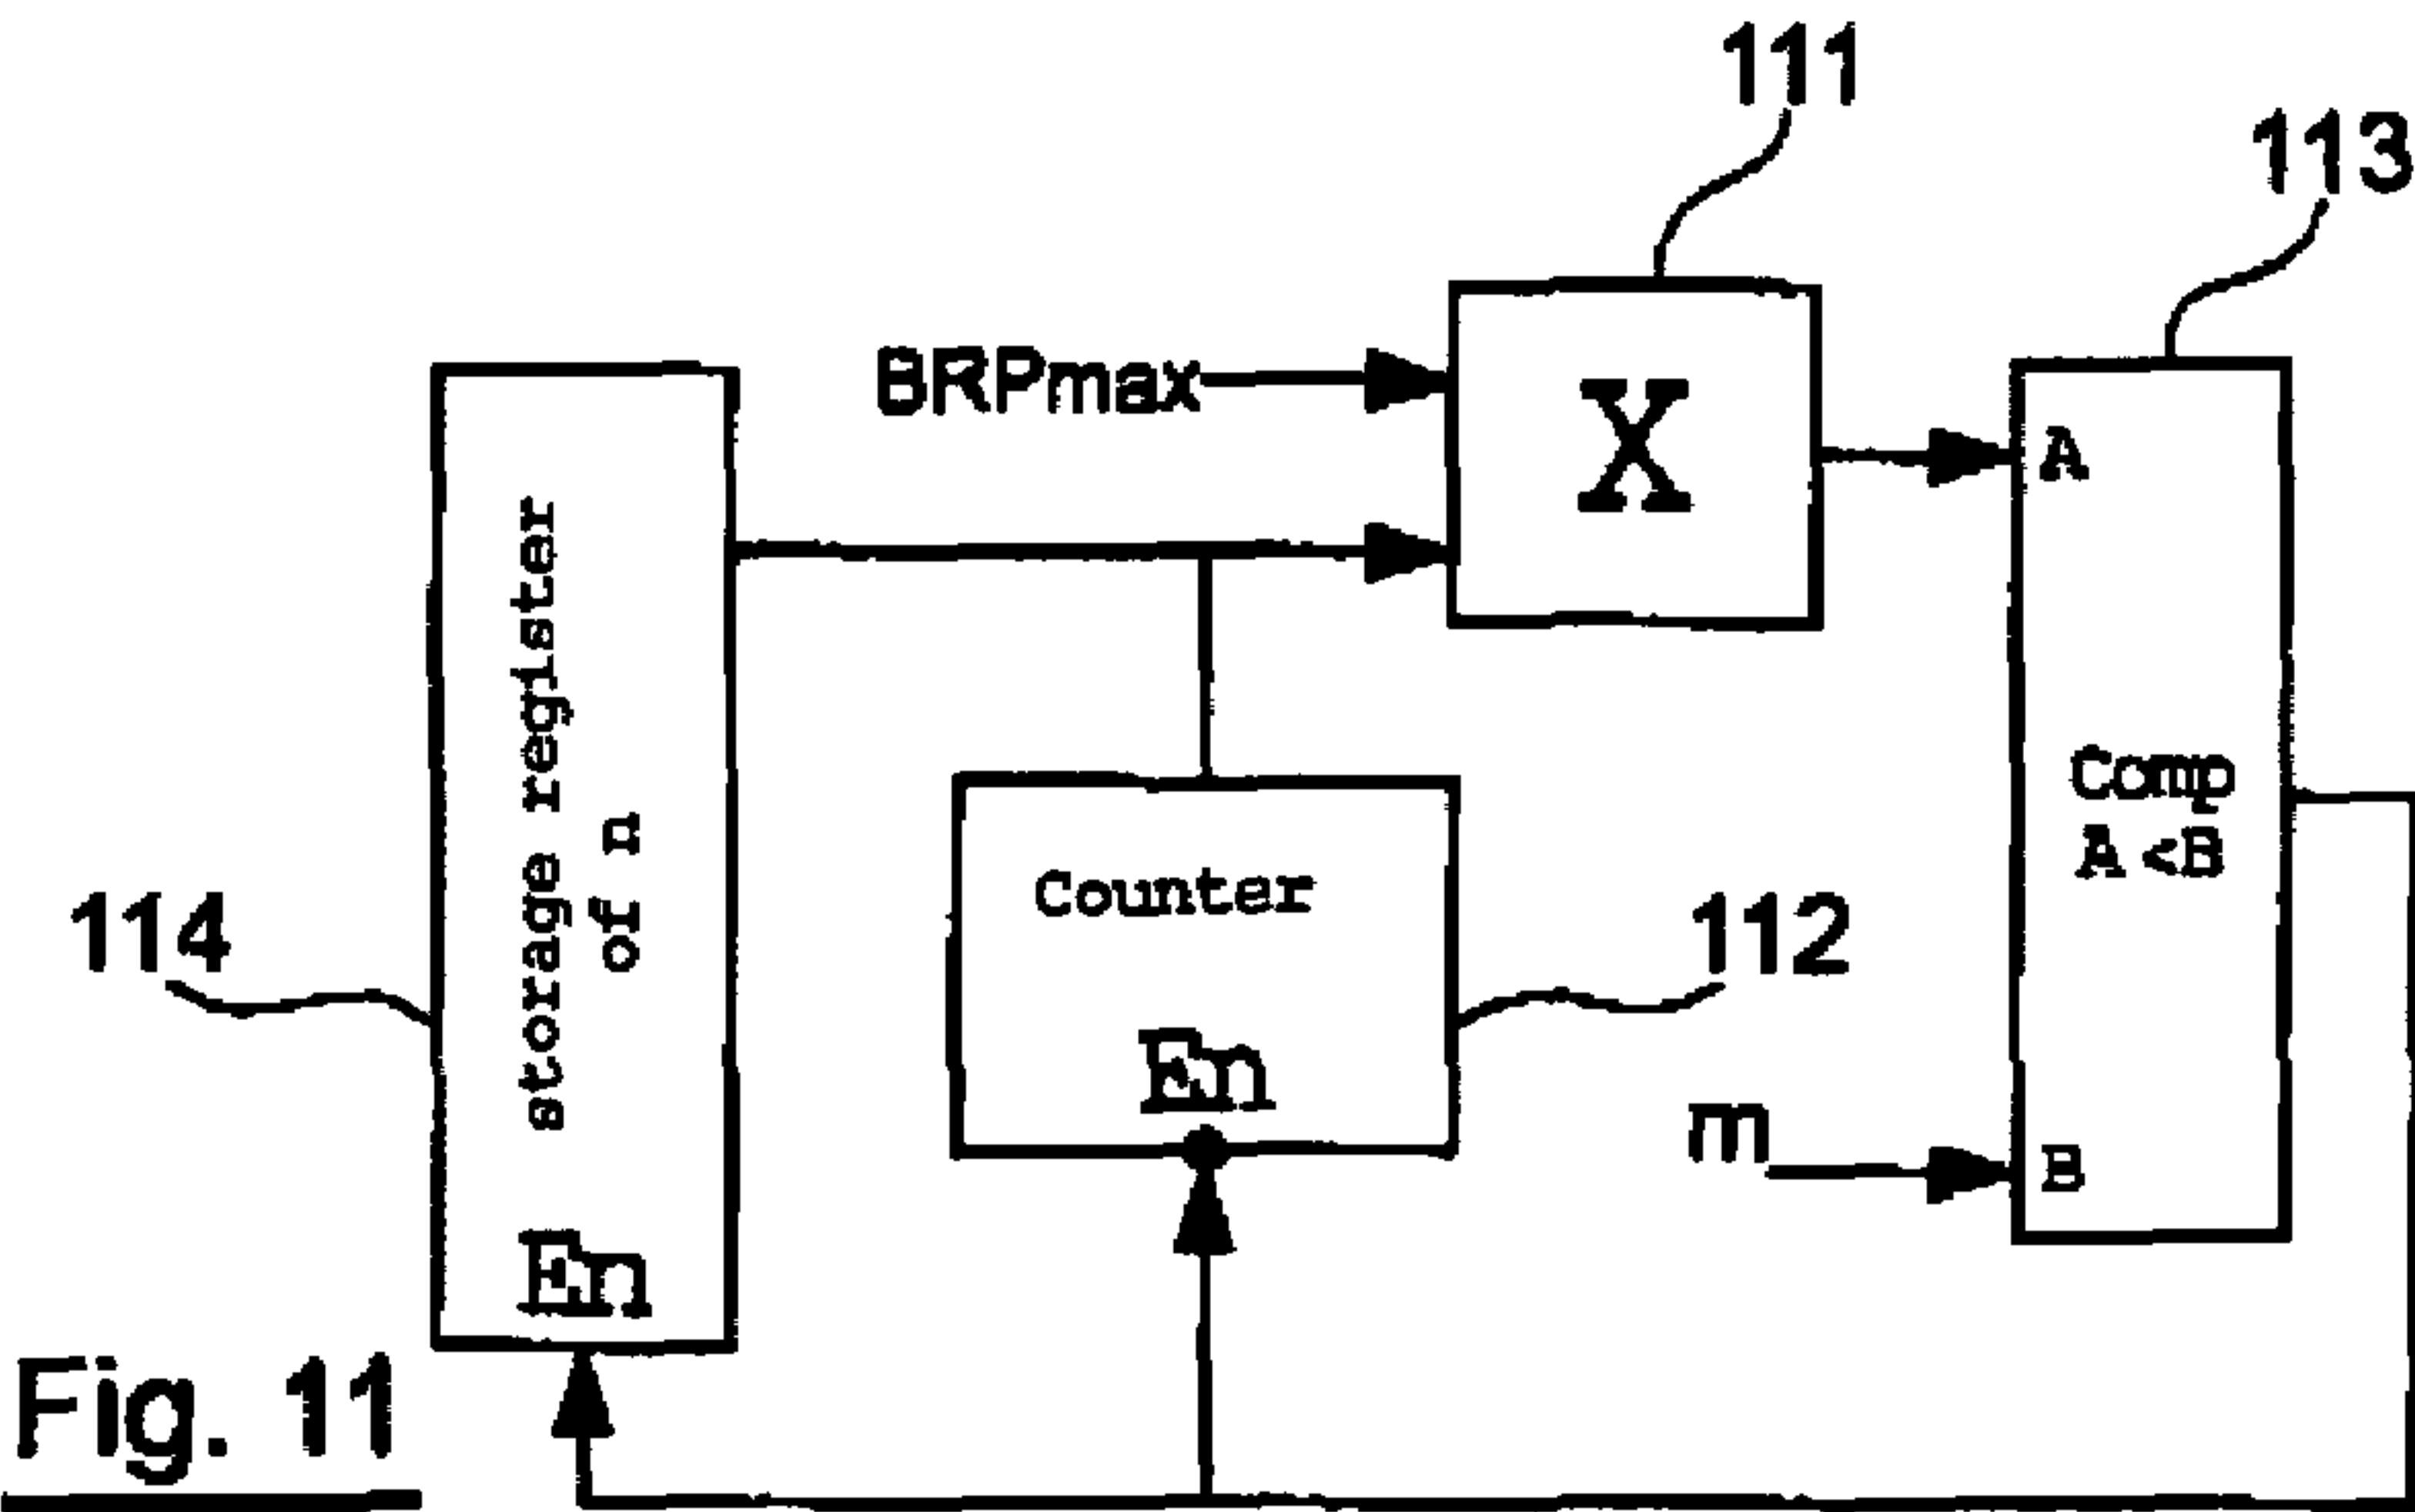 111
113
BRPmax
X
A
storage register
of α
Comp
A<B
Counter
114
112
En
m
B
En
Fig. 11